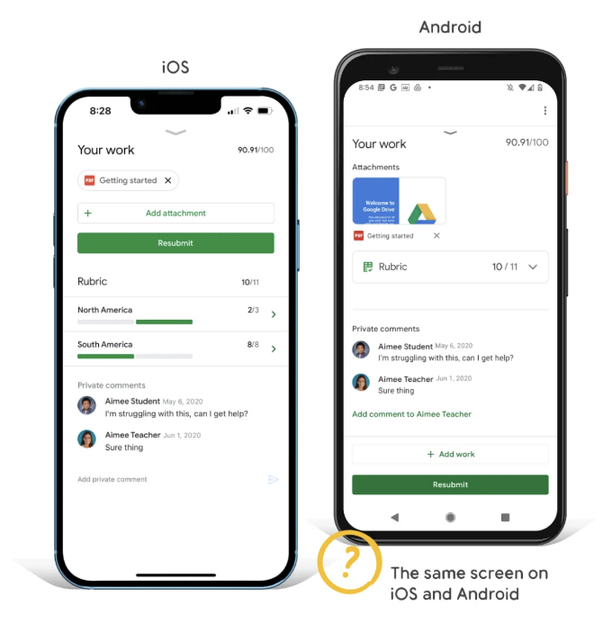 Android
iOS
8:28
Your work
90.91/100
PDF Getting started
+ Add attachment
Resubmit
Rubric
10/11
North America
2/3
South America
8/8
Private comments
Aimee Student May 6, 2020
I'm struggling with this, can I get help?
Aimee Teacher Jun 1, 2020
Sure thing
Add private comment
8:54
Your work
90.91/100
Attachments
Welcome to
Google Drive
PDF Getting started
Rubric
10 / 11
Private comments
Aimee Student May 6, 2020
I'm struggling with this, can I get help?
Aimee Teacher Jun 1, 2020
Sure thing
Add comment to Aimee Teacher
+ Add work
Resubmit
?
The same screen on
iOS and Android